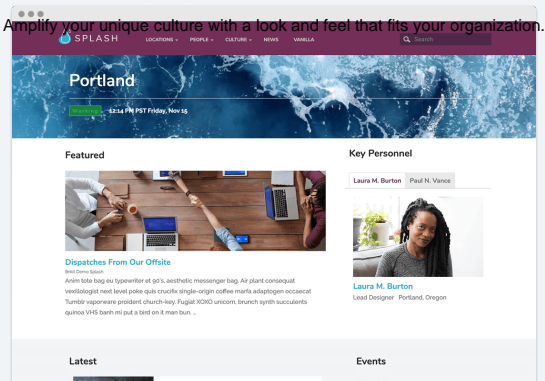 Amplify your unique culture with a look and feel that fits your organization.
SPLASH
LOCATIONS
PEOPLE
CULTURE
NEWS
VANILLA
Search
Portland
12:14 PM PST Friday, Nov 15
Featured
Key Personnel
Laura M. Burton
Paul N. Vance
Dispatches From Our Offsite
Brikit Demo Splash
Anim tote bag eu typewriter et 90's, aesthetic messenger bag. Air plant consequat
vexillologist next level poke quis crucifix single-origin coffee marfa adaptogen occaecat
Tumblr vaporware proident church-key. Fugiat XOXO unicorn, brunch synth succulents
quinoa VHS banh mi put a bird on it man bun. ...
Laura M. Burton
Lead Designer Portland, Oregon
Latest
Events